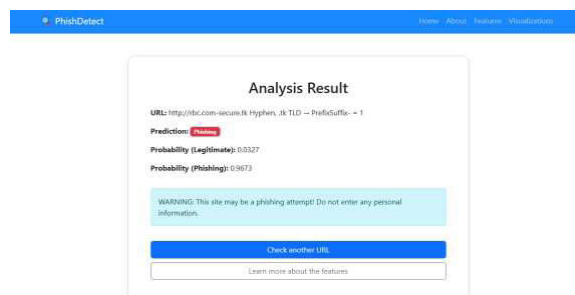 PhishDetect
Home About Features Visualizations
Analysis Result
URL: http://rbc.com-secure.tk Hyphen, .tk TLD — PrefixSuffix- = 1
Prediction: Phishing
Probability (Legitimate): 0.0327
Probability (Phishing): 0.9673
WARNING: This site may be a phishing attempt! Do not enter any personal
information.
Check another URL
Learn more about the features